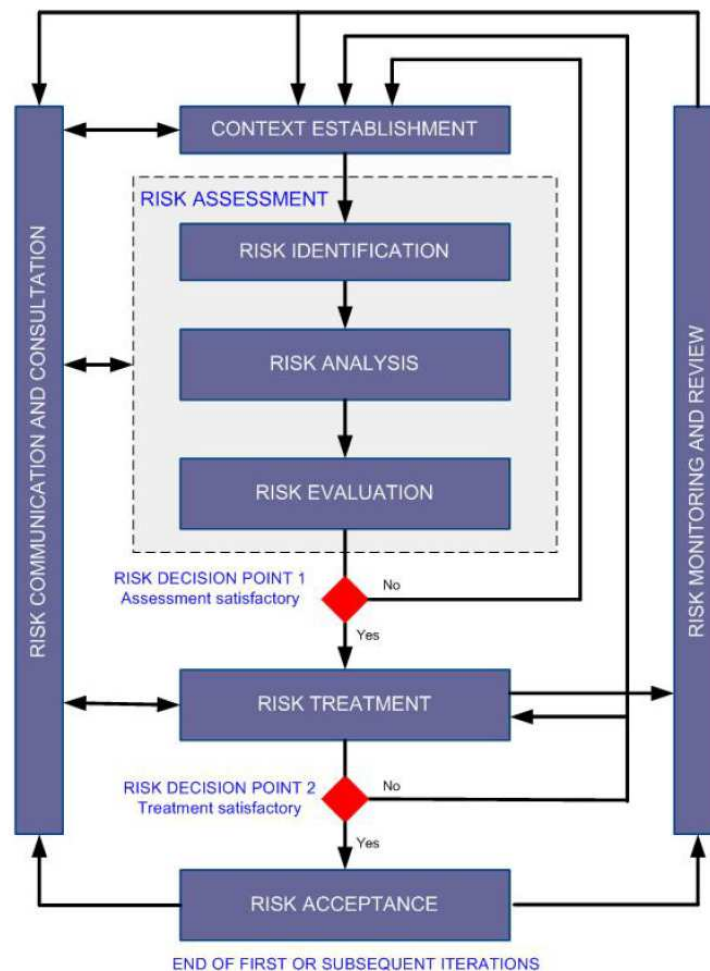 CONTEXT ESTABLISHMENT
RISK ASSESSMENT
RISK IDENTIFICATION
RISK ANALYSIS
RISK EVALUATION
RISK COMMUNICATION AND CONSULTATION
RISK MONITORING AND REVIEW
RISK DECISION POINT 1
Assessment satisfactory
No
Yes
RISK TREATMENT
RISK DECISION POINT 2
Treatment satisfactory
No
Yes
RISK ACCEPTANCE
END OF FIRST OR SUBSEQUENT ITERATIONS